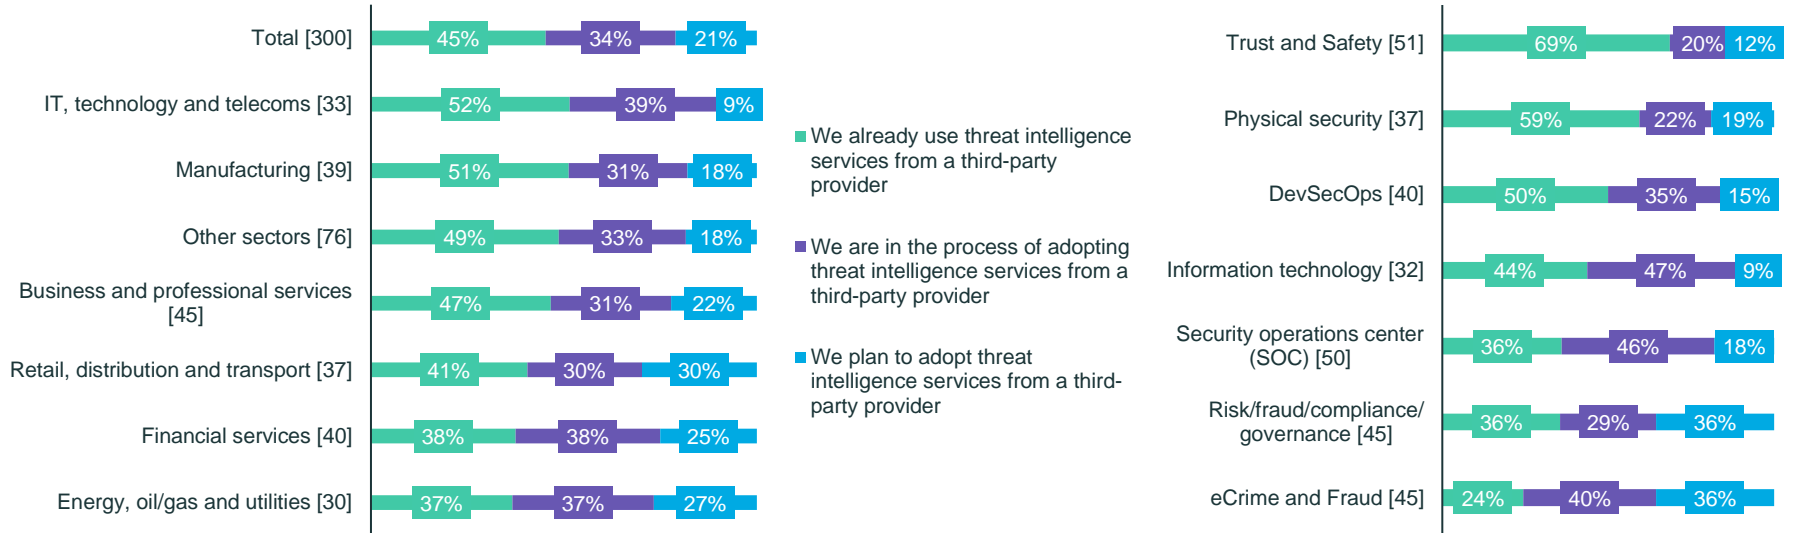 Total [300]
45% 34% 21%
IT, technology and telecoms [33]
52% 39% 9%
Manufacturing [39]
51% 31% 18%
Other sectors [76]
49% 33% 18%
Business and professional services
[45]
47% 31% 22%
Retail, distribution and transport [37]
41% 30% 30%
Financial services [40]
38% 38% 25%
Energy, oil/gas and utilities [30]
37% 37% 27%
We already use threat intelligence
services from a third-party
provider
We are in the process of adopting
threat intelligence services from a
third-party provider
We plan to adopt threat
intelligence services from a third-
party provider
Trust and Safety [51]
69% 20% 12%
Physical security [37]
59% 22% 19%
DevSecOps [40]
50% 35% 15%
Information technology [32]
44% 47% 9%
Security operations center
(SOC) [50]
36% 46% 18%
Risk/fraud/compliance/
governance [45]
36% 29% 36%
eCrime and Fraud [45]
24% 40% 36%